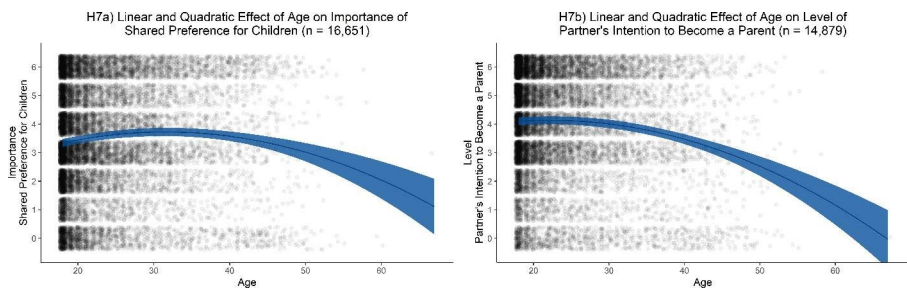 H7a) Linear and Quadratic Effect of Age on Importance of
Shared Preference for Children (n = 16,651)
6
5
4
3
2
1
0
Importance
Shared Preference for Children
20
30
40
50
60
Age
H7b) Linear and Quadratic Effect of Age on Level of
Partner's Intention to Become a Parent (n = 14,879)
6
5
4
3
2
1
0
Level
Partner's Intention to Become a Parent
20
30
40
50
60
Age